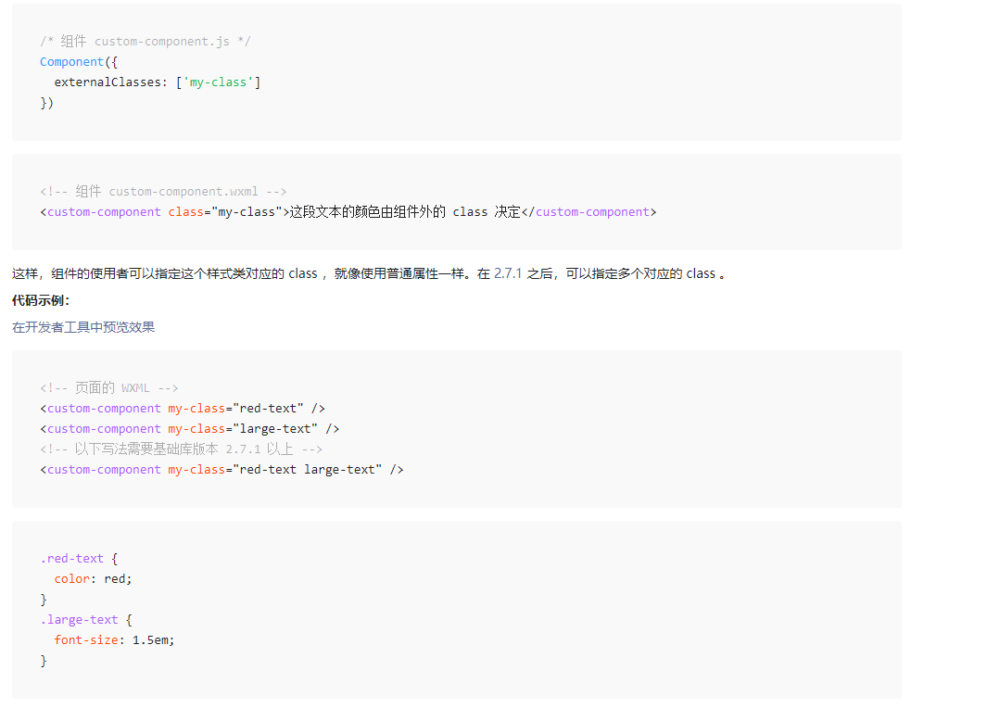 /* 组件 custom-component.js */
Component({
  externalClasses: ['my-class']
})
<!-- 组件 custom-component.wxml -->
<custom-component class="my-class">这段文本的颜色由组件外的 class 决定</custom-component>
这样，组件的使用者可以指定这个样式类对应的 class ，就像使用普通属性一样。在 2.7.1 之后，可以指定多个对应的 class 。
代码示例：
在开发者工具中预览效果
<!-- 页面的 WXML -->
<custom-component my-class="red-text" />
<custom-component my-class="large-text" />
<!-- 以下写法需要基础库版本 2.7.1 以上 -->
<custom-component my-class="red-text large-text" />
.red-text {
  color: red;
}
.large-text {
  font-size: 1.5em;
}